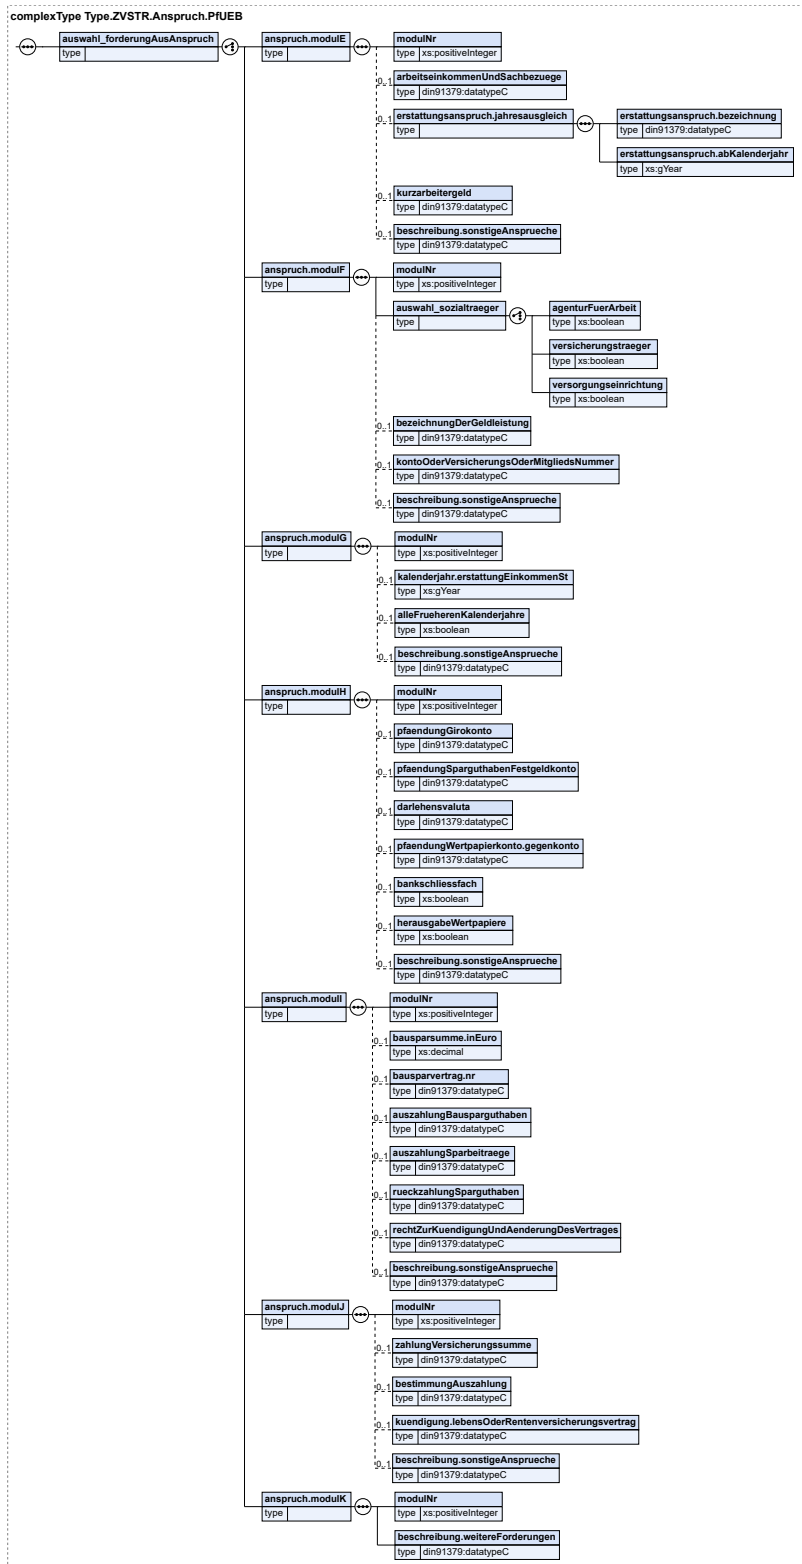 complexType Type.ZVSTR.Anspruch.PfUEB
auswahl_forderungAusAnspruch
type
anspruch.modulE
type
modulNr
type xs:positiveInteger
0..1
arbeitseinkommenUndSachbezuege
type din91379:datatypeC
0..1
erstattungsanspruch.jahresausgleich
type
erstattungsanspruch.bezeichnung
type din91379:datatypeC
erstattungsanspruch.abKalenderjahr
type xs:gYear
0..1
kurzarbeitergeld
type din91379:datatypeC
0..1
beschreibung.sonstigeAnsprueche
type din91379:datatypeC
anspruch.modulF
type
modulNr
type xs:positiveInteger
auswahl_sozialtraeger
type
agenturFuerArbeit
type xs:boolean
versicherungstraeger
type xs:boolean
versorgungseinrichtung
type xs:boolean
0..1
bezeichnungDerGeldleistung
type din91379:datatypeC
0..1
kontoOderVersicherungsOderMitgliedsNummer
type din91379:datatypeC
0..1
beschreibung.sonstigeAnsprueche
type din91379:datatypeC
anspruch.modulG
type
modulNr
type xs:positiveInteger
0..1
kalenderjahr.erstattungEinkommenSt
type xs:gYear
0..1
alleFrueherenKalenderjahre
type xs:boolean
0..1
beschreibung.sonstigeAnsprueche
type din91379:datatypeC
anspruch.modulH
type
modulNr
type xs:positiveInteger
0..1
pfaendungGirokonto
type din91379:datatypeC
0..1
pfaendungSparguthabenFestgeldkonto
type din91379:datatypeC
0..1
darlehensvaluta
type din91379:datatypeC
0..1
pfaendungWertpapierkonto.gegenkonto
type din91379:datatypeC
0..1
bankschliessfach
type xs:boolean
0..1
herausgabeWertpapiere
type xs:boolean
0..1
beschreibung.sonstigeAnsprueche
type din91379:datatypeC
anspruch.modulI
type
modulNr
type xs:positiveInteger
0..1
bausparsumme.inEuro
type xs:decimal
0..1
bausparvertrag.nr
type din91379:datatypeC
0..1
auszahlungBausparguthaben
type din91379:datatypeC
0..1
auszahlungSparbeitraege
type din91379:datatypeC
0..1
rueckzahlungSparguthaben
type din91379:datatypeC
0..1
rechtZurKuendigungUndAenderungDesVertrages
type din91379:datatypeC
0..1
beschreibung.sonstigeAnsprueche
type din91379:datatypeC
anspruch.modulJ
type
modulNr
type xs:positiveInteger
0..1
zahlungVersicherungssumme
type din91379:datatypeC
0..1
bestimmungAuszahlung
type din91379:datatypeC
0..1
kuendigung.lebensOderRentenversicherungsvertrag
type din91379:datatypeC
0..1
beschreibung.sonstigeAnsprueche
type din91379:datatypeC
anspruch.modulK
type
modulNr
type xs:positiveInteger
beschreibung.weitereForderungen
type din91379:datatypeC